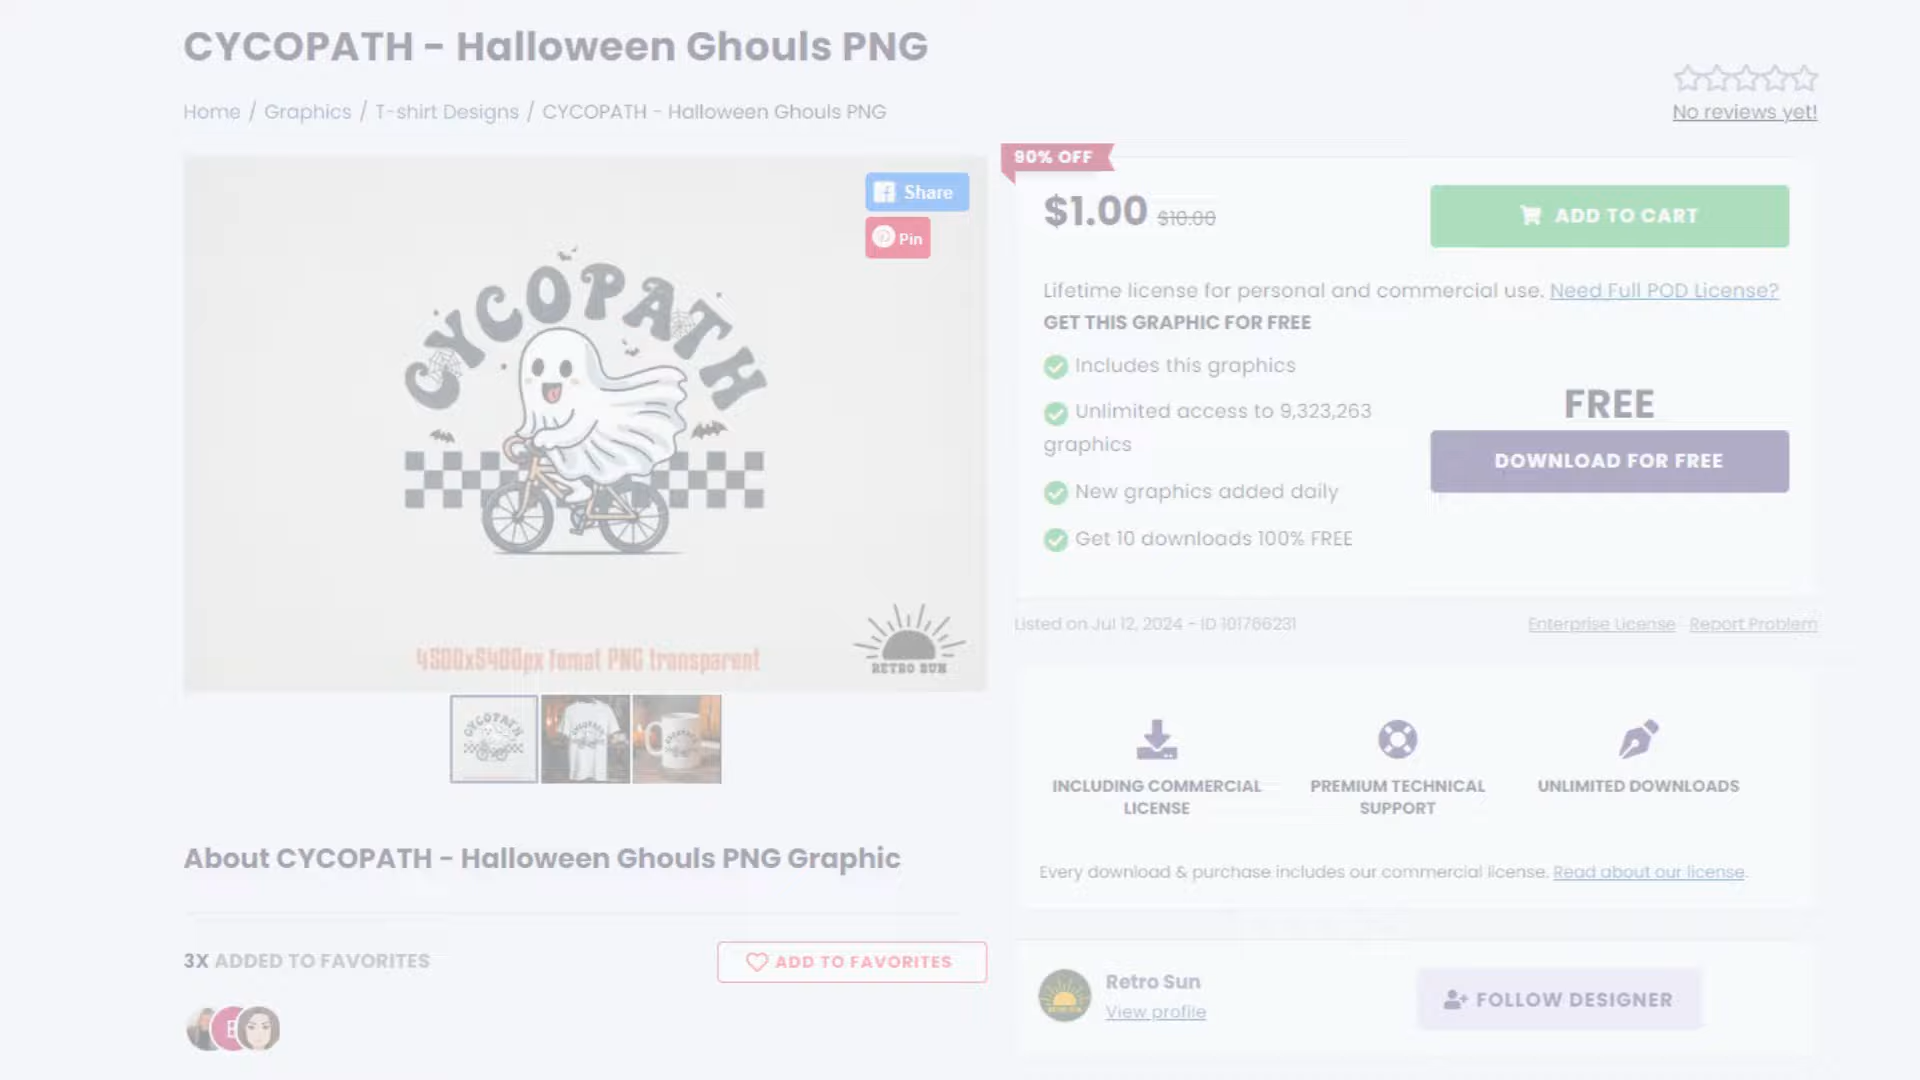 CYCOPATH - Halloween Ghouls PNG
Home / Graphics / T-shirt Designs / CYCOPATH - Halloween Ghouls PNG
No reviews yet!
Share
Pin
CYCOPATH
4500x5400px fomat PNG transparent
RETRO SUN
90% OFF
$1.00 $10.00
ADD TO CART
Lifetime license for personal and commercial use. Need Full POD License?
GET THIS GRAPHIC FOR FREE
Includes this graphics
Unlimited access to 9,323,263
graphics
New graphics added daily
Get 10 downloads 100% FREE
FREE
DOWNLOAD FOR FREE
Listed on Jul 12, 2024 - ID 101766231
Enterprise License Report Problem
INCLUDING COMMERCIAL
LICENSE
PREMIUM TECHNICAL
SUPPORT
UNLIMITED DOWNLOADS
Every download & purchase includes our commercial license. Read about our license.
About CYCOPATH - Halloween Ghouls PNG Graphic
3X ADDED TO FAVORITES
ADD TO FAVORITES
Retro Sun
View profile
FOLLOW DESIGNER